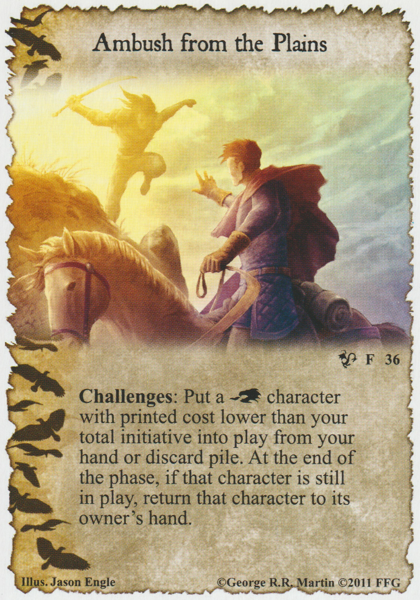 Ambush from the Plains
F 36
Challenges: Put a character
with printed cost lower than your
total initiative into play from your
hand or discard pile. At the end of
the phase, if that character is still
in play, return that character to its
owner's hand.
Illus. Jason Engle ©George R.R. Martin ©2011 FFG